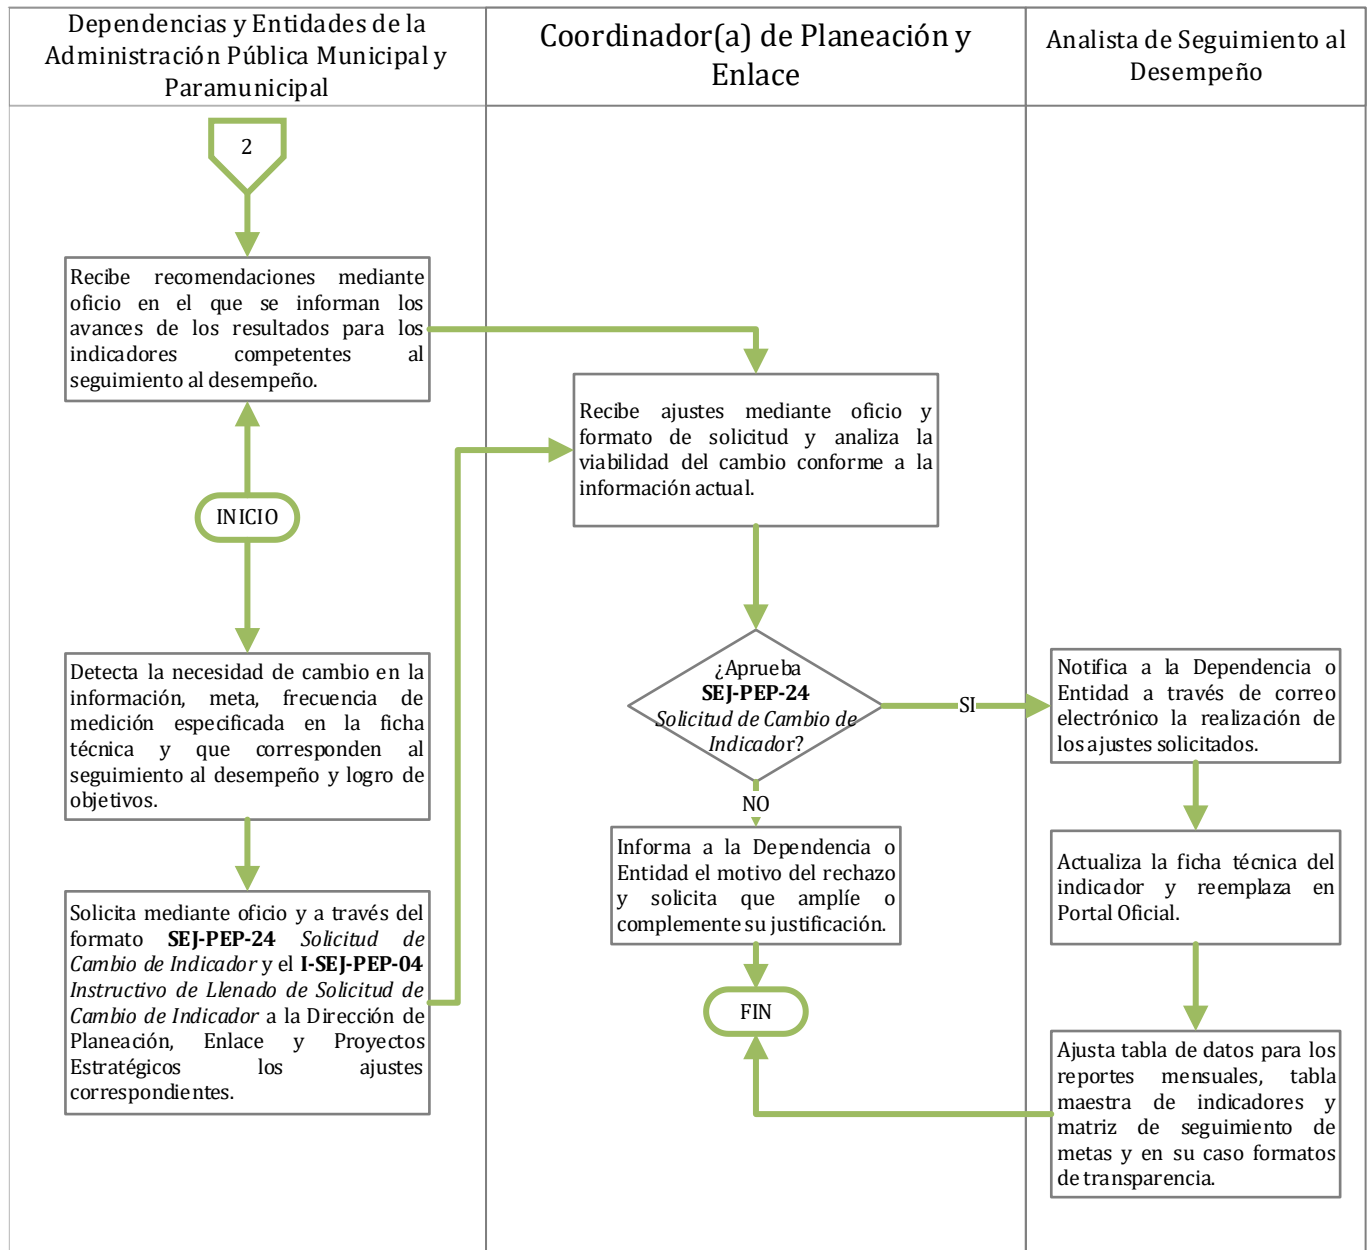 Dependencias y Entidades de la
Administración Pública Municipal y
Paramunicipal
Coordinador(a) de Planeación y
Enlace
Analista de Seguimiento al
Desempeño
2
Recibe recomendaciones mediante
oficio en el que se informan los
avances de los resultados para los
indicadores competentes al
seguimiento al desempeño.
INICIO
Detecta la necesidad de cambio en la
información, meta, frecuencia de
medición especificada en la ficha
técnica y que corresponden al
seguimiento al desempeño y logro de
objetivos.
Solicita mediante oficio y a través del
formato SEJ-PEP-24 Solicitud de
Cambio de Indicador y el I-SEJ-PEP-04
Instructivo de Llenado de Solicitud de
Cambio de Indicador a la Dirección de
Planeación, Enlace y Proyectos
Estratégicos los ajustes
correspondientes.
Recibe ajustes mediante oficio y
formato de solicitud y analiza la
viabilidad del cambio conforme a la
información actual.
¿Aprueba
SEJ-PEP-24
Solicitud de Cambio de
Indicador?
SI
NO
Informa a la Dependencia o
Entidad el motivo del rechazo
y solicita que amplíe o
complemente su justificación.
FIN
Notifica a la Dependencia o
Entidad a través de correo
electrónico la realización de
los ajustes solicitados.
Actualiza la ficha técnica del
indicador y reemplaza en
Portal Oficial.
Ajusta tabla de datos para los
reportes mensuales, tabla
maestra de indicadores y
matriz de seguimiento de
metas y en su caso formatos
de transparencia.